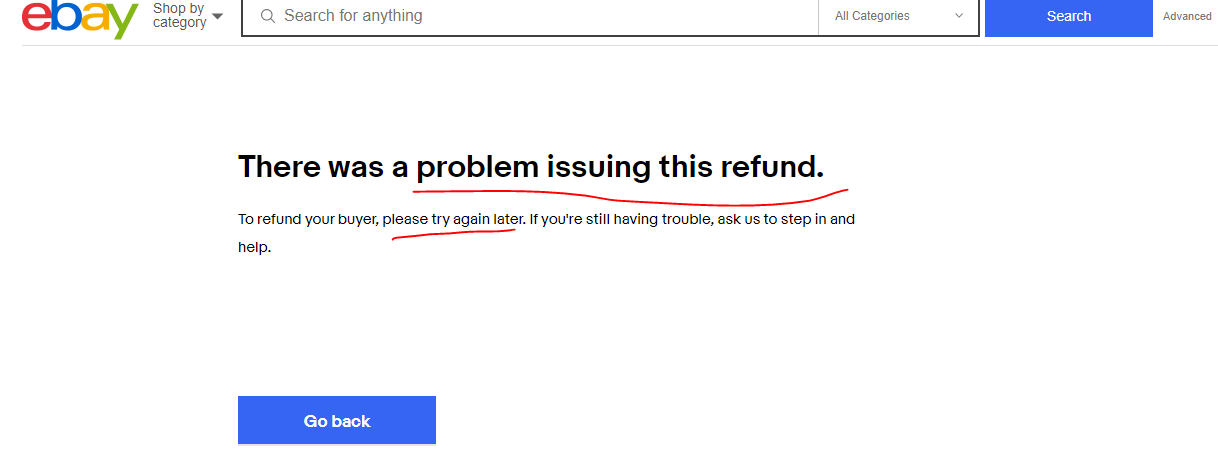 ebay
Shop by
category
Search for anything
All Categories
Search
Advanced
There was a problem issuing this refund.
To refund your buyer, please try again later. If you're still having trouble, ask us to step in and
help.
Go back